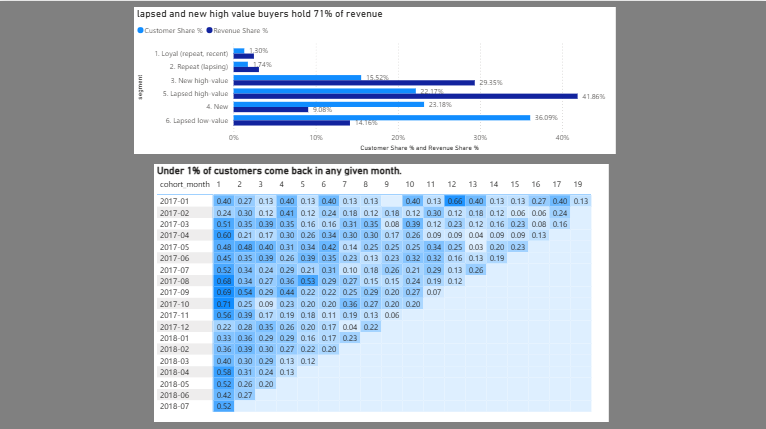 lapsed and new high value buyers hold 71% of revenue
Customer Share % Revenue Share %
segment
1. Loyal (repeat, recent) 1.30%
2. Repeat (lapsing) 1.74%
3. New high-value 15.52% 29.35%
5. Lapsed high-value 22.17% 41.86%
4. New 23.18% 9.08%
6. Lapsed low-value 36.09% 14.16%
0% 10% 20% 30% 40%
Customer Share % and Revenue Share %
Under 1% of customers come back in any given month.
cohort_month 1 2 3 4 5 6 7 8 9 10 11 12 13 14 15 16 17 19
2017-01 0.40 0.27 0.13 0.40 0.13 0.40 0.13 0.13 0.40 0.13 0.66 0.40 0.13 0.13 0.27 0.40 0.13
2017-02 0.24 0.30 0.12 0.41 0.12 0.24 0.18 0.12 0.18 0.12 0.30 0.12 0.18 0.12 0.06 0.06 0.24
2017-03 0.51 0.35 0.39 0.35 0.16 0.16 0.31 0.35 0.08 0.39 0.12 0.23 0.12 0.16 0.23 0.08 0.16
2017-04 0.60 0.21 0.17 0.30 0.26 0.34 0.30 0.30 0.17 0.26 0.09 0.09 0.04 0.09 0.09 0.13
2017-05 0.48 0.48 0.40 0.31 0.34 0.42 0.14 0.25 0.25 0.25 0.34 0.25 0.03 0.20 0.23
2017-06 0.45 0.35 0.39 0.26 0.39 0.35 0.23 0.13 0.23 0.32 0.32 0.16 0.13 0.19
2017-07 0.52 0.34 0.24 0.29 0.21 0.31 0.10 0.18 0.26 0.21 0.29 0.13 0.26
2017-08 0.68 0.34 0.27 0.36 0.53 0.29 0.27 0.15 0.15 0.24 0.19 0.12
2017-09 0.69 0.54 0.29 0.44 0.22 0.22 0.25 0.29 0.20 0.27 0.07
2017-10 0.71 0.25 0.09 0.23 0.20 0.20 0.36 0.27 0.20 0.20
2017-11 0.56 0.39 0.17 0.19 0.18 0.11 0.19 0.13 0.06
2017-12 0.22 0.28 0.35 0.26 0.20 0.17 0.04 0.22
2018-01 0.33 0.36 0.29 0.29 0.16 0.17 0.23
2018-02 0.36 0.39 0.30 0.27 0.22 0.20
2018-03 0.40 0.30 0.29 0.13 0.12
2018-04 0.58 0.31 0.24 0.13
2018-05 0.52 0.26 0.20
2018-06 0.42 0.27
2018-07 0.52